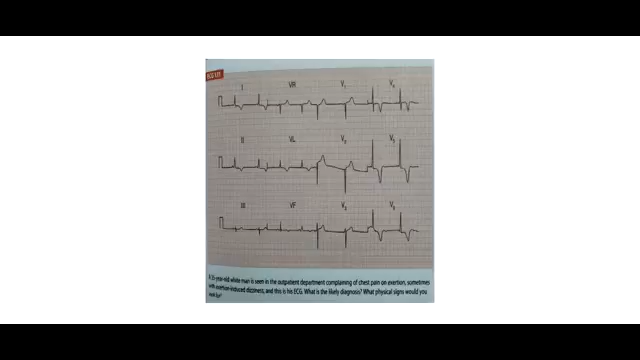 I VR V₁ V₄
II VL V₂ V₅
III VF V₃ V₆
A 35-year-old white man is seen in the outpatient department complaining of chest pain on exertion, sometimes
with exertion-induced dizziness, and this is his ECG. What is the likely diagnosis? What physical signs would you
look for?